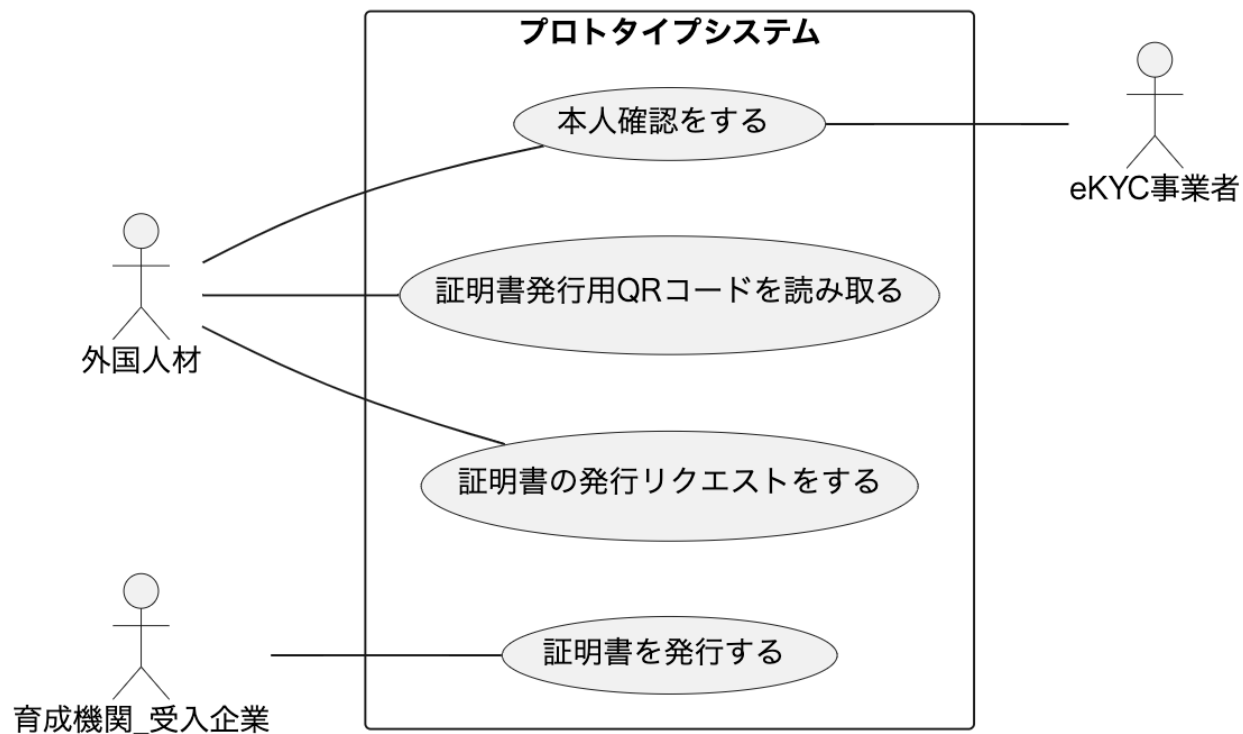 プロトタイプシステム
本人確認をする
eKYC事業者
証明書発行用QRコードを読み取る
外国人材
証明書の発行リクエストをする
証明書を発行する
育成機関_受入企業